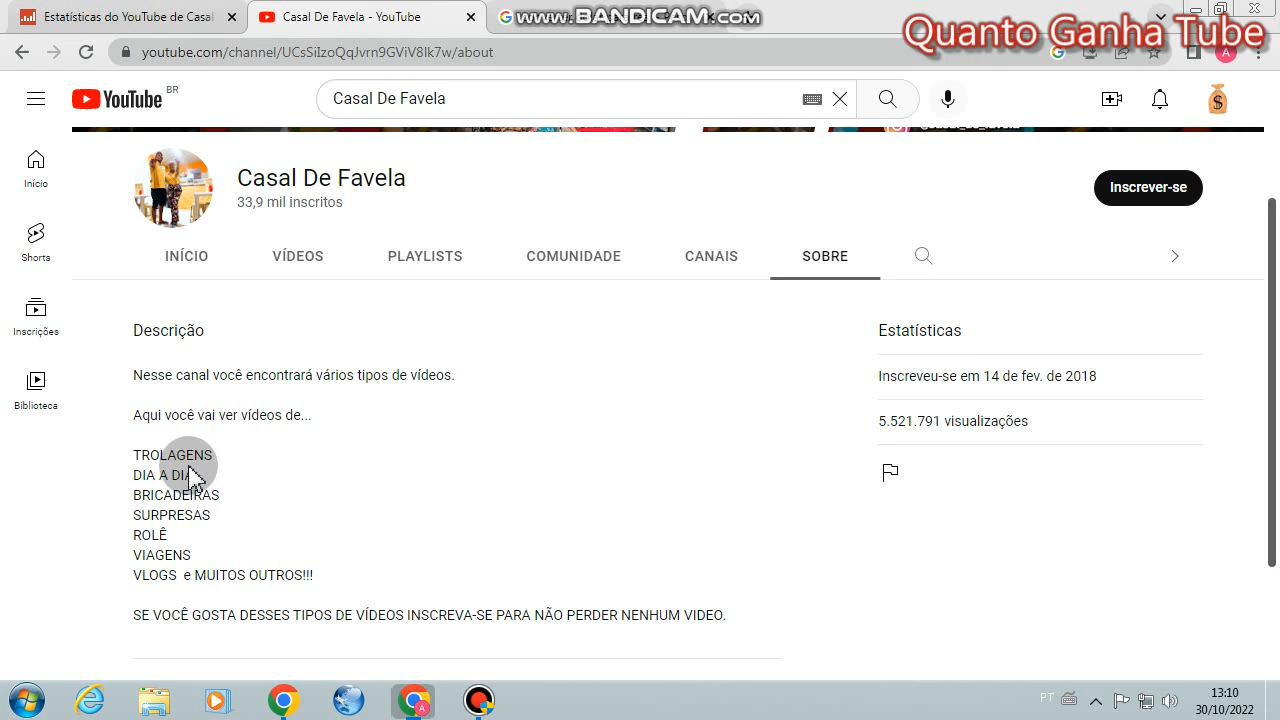 Estatísticas do YouTube de Casal
Casal De Favela - YouTube
www.BANDICAM.com
Quanto Ganha Tube
youtube.com/channel/UCsSiIzoQqJvrn9GViV8Ik7w/about
YouTube BR
Casal De Favela
Início
Shorts
Inscrições
Biblioteca
Casal De Favela
33,9 mil inscritos
Inscrever-se
INÍCIO VÍDEOS PLAYLISTS COMUNIDADE CANAIS SOBRE
Descrição
Nesse canal você encontrará vários tipos de vídeos.
Aqui você vai ver vídeos de...
TROLAGENS
DIA A DIA
BRICADEIRAS
SURPRESAS
ROLÊ
VIAGENS
VLOGS e MUITOS OUTROS!!!
SE VOCÊ GOSTA DESSES TIPOS DE VÍDEOS INSCREVA-SE PARA NÃO PERDER NENHUM VIDEO.
Estatísticas
Inscreveu-se em 14 de fev. de 2018
5.521.791 visualizações
PT
13:10
30/10/2022